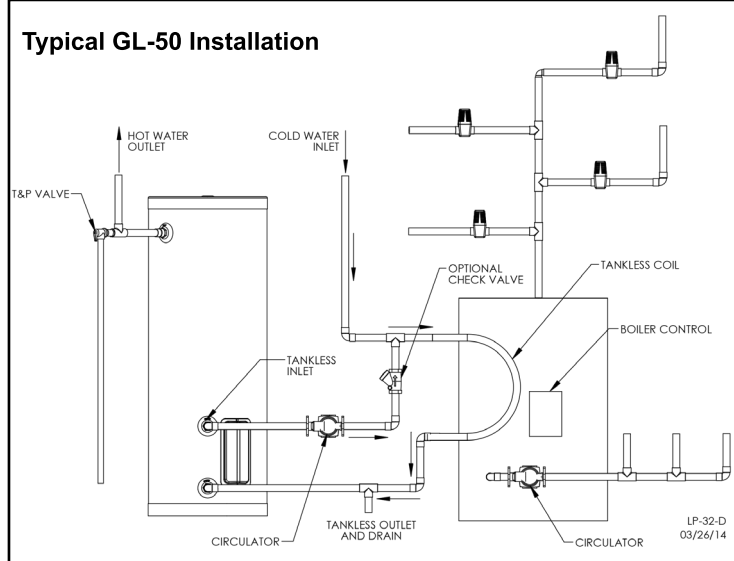 Typical GL-50 Installation
HOT WATER
OUTLET
COLD WATER
INLET
T&P VALVE
OPTIONAL
CHECK VALVE
TANKLESS COIL
BOILER CONTROL
TANKLESS
INLET
TANKLESS OUTLET
AND DRAIN
CIRCULATOR
CIRCULATOR
LP-32-D
03/26/14